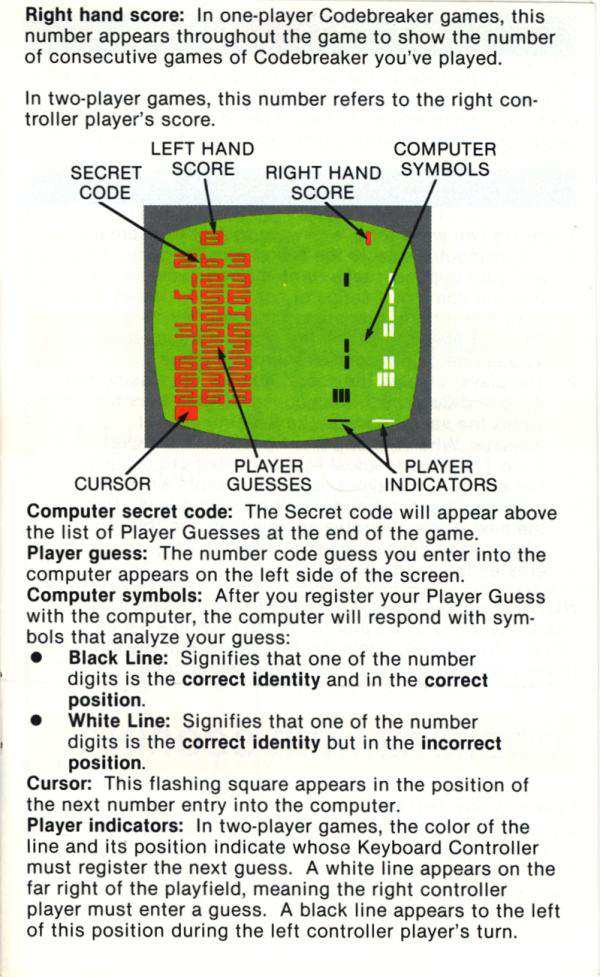 Right hand score: In one-player Codebreaker games, this
number appears throughout the game to show the number
of consecutive games of Codebreaker you've played.
In two-player games, this number refers to the right con-
troller player's score.
SECRET
CODE
LEFT HAND
SCORE
RIGHT HAND
SCORE
COMPUTER
SYMBOLS
CURSOR
PLAYER
GUESSES
PLAYER
INDICATORS
Computer secret code: The Secret code will appear above
the list of Player Guesses at the end of the game.
Player guess: The number code guess you enter into the
computer appears on the left side of the screen.
Computer symbols: After you register your Player Guess
with the computer, the computer will respond with sym-
bols that analyze your guess:
● Black Line: Signifies that one of the number
digits is the correct identity and in the correct
position.
● White Line: Signifies that one of the number
digits is the correct identity but in the incorrect
position.
Cursor: This flashing square appears in the position of
the next number entry into the computer.
Player indicators: In two-player games, the color of the
line and its position indicate whose Keyboard Controller
must register the next guess. A white line appears on the
far right of the playfield, meaning the right controller
player must enter a guess. A black line appears to the left
of this position during the left controller player's turn.